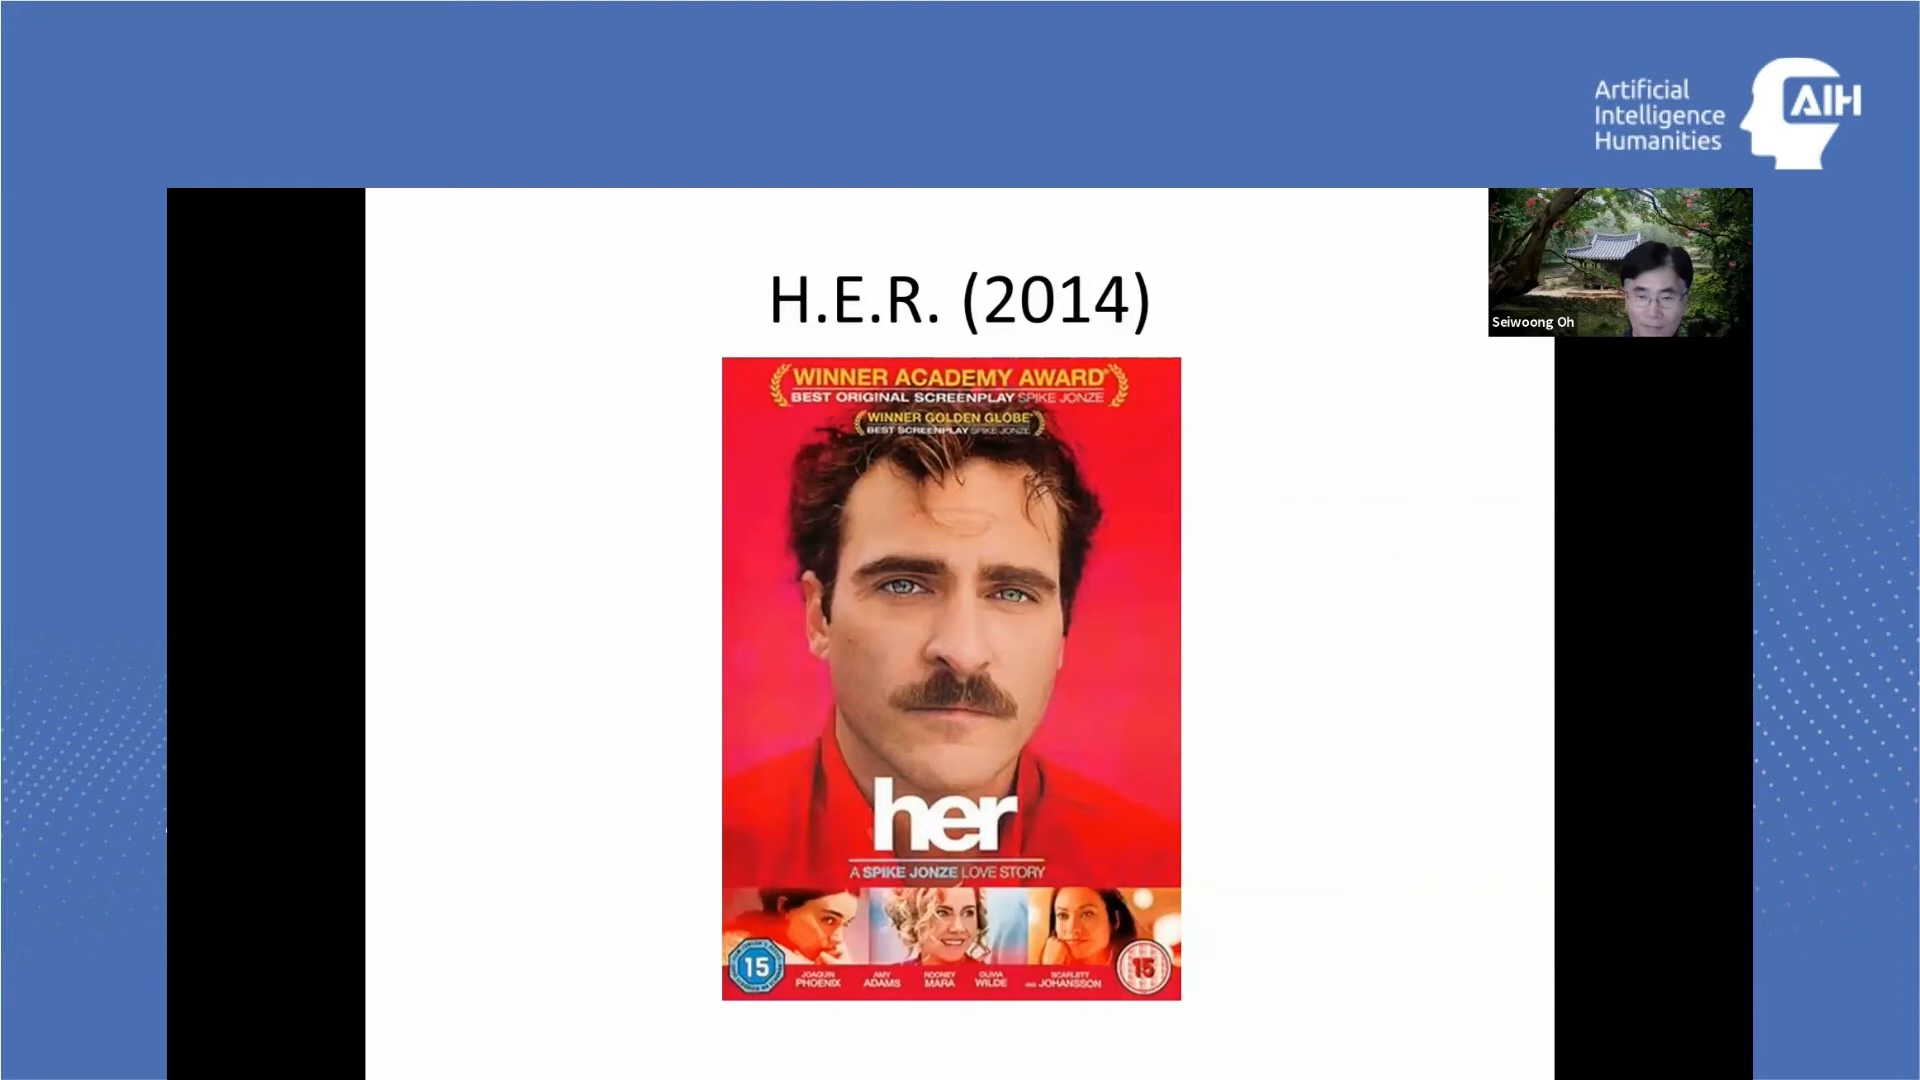 Artificial
Intelligence
Humanities
AIH
H.E.R. (2014)
Seiwoong Oh
WINNER ACADEMY AWARD®
BEST ORIGINAL SCREENPLAY SPIKE JONZE
WINNER GOLDEN GLOBE®
BEST SCREENPLAY SPIKE JONZE
her
A SPIKE JONZE LOVE STORY
15
JOAQUIN PHOENIX
AMY ADAMS
ROONEY MARA
OLIVIA WILDE
AND SCARLETT JOHANSSON
15